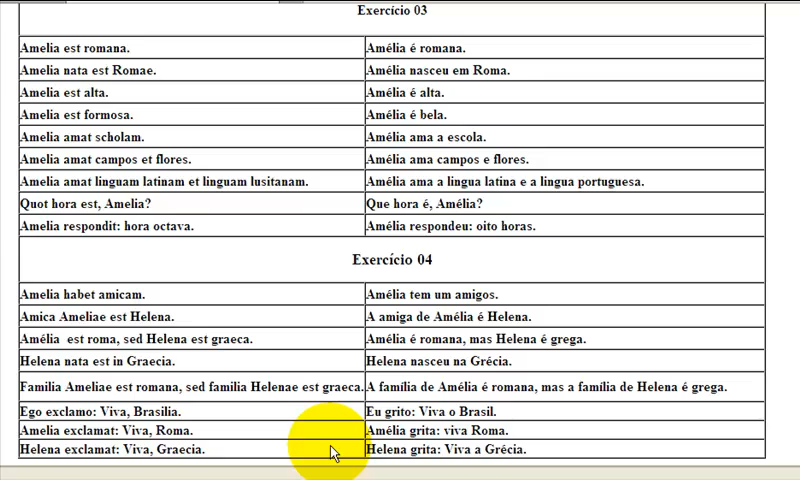 Exercício 03
Amelia est romana. Amélia é romana.
Amelia nata est Romae. Amélia nasceu em Roma.
Amelia est alta. Amélia é alta.
Amelia est formosa. Amélia é bela.
Amelia amat scholam. Amélia ama a escola.
Amelia amat campos et flores. Amélia ama campos e flores.
Amelia amat linguam latinam et linguam lusitanam. Amélia ama a lingua latina e a lingua portuguesa.
Quot hora est, Amelia? Que hora é, Amélia?
Amelia respondit: hora octava. Amélia respondeu: oito horas.
Exercício 04
Amelia habet amicam. Amélia tem um amigos.
Amica Ameliae est Helena. A amiga de Amélia é Helena.
Amélia est roma, sed Helena est graeca. Amélia é romana, mas Helena é grega.
Helena nata est in Graecia. Helena nasceu na Grécia.
Familia Ameliae est romana, sed familia Helenae est graeca. A família de Amélia é romana, mas a família de Helena é grega.
Ego exclamo: Viva, Brasilia. Eu grito: Viva o Brasil.
Amelia exclamat: Viva, Roma. Amélia grita: viva Roma.
Helena exclamat: Viva, Graecia. Helena grita: Viva a Grécia.